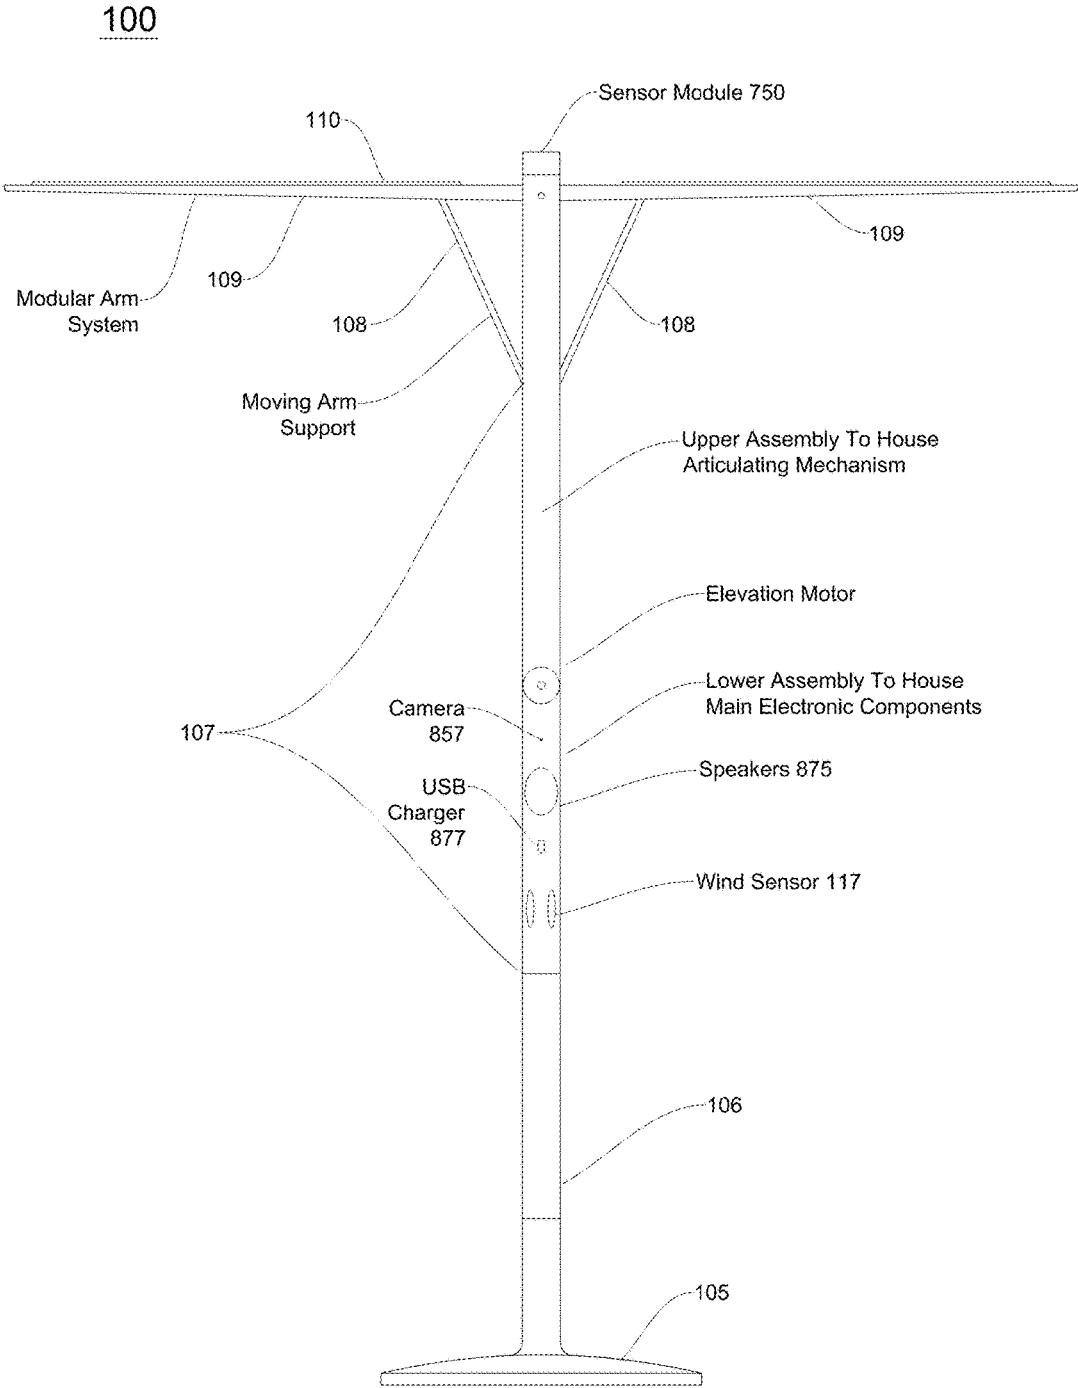 100
Sensor Module 750
110
109
109
Modular Arm
System
108
108
Moving Arm
Support
Upper Assembly To House
Articulating Mechanism
Elevation Motor
Lower Assembly To House
Main Electronic Components
Camera
857
107
Speakers 875
USB
Charger
877
Wind Sensor 117
106
105